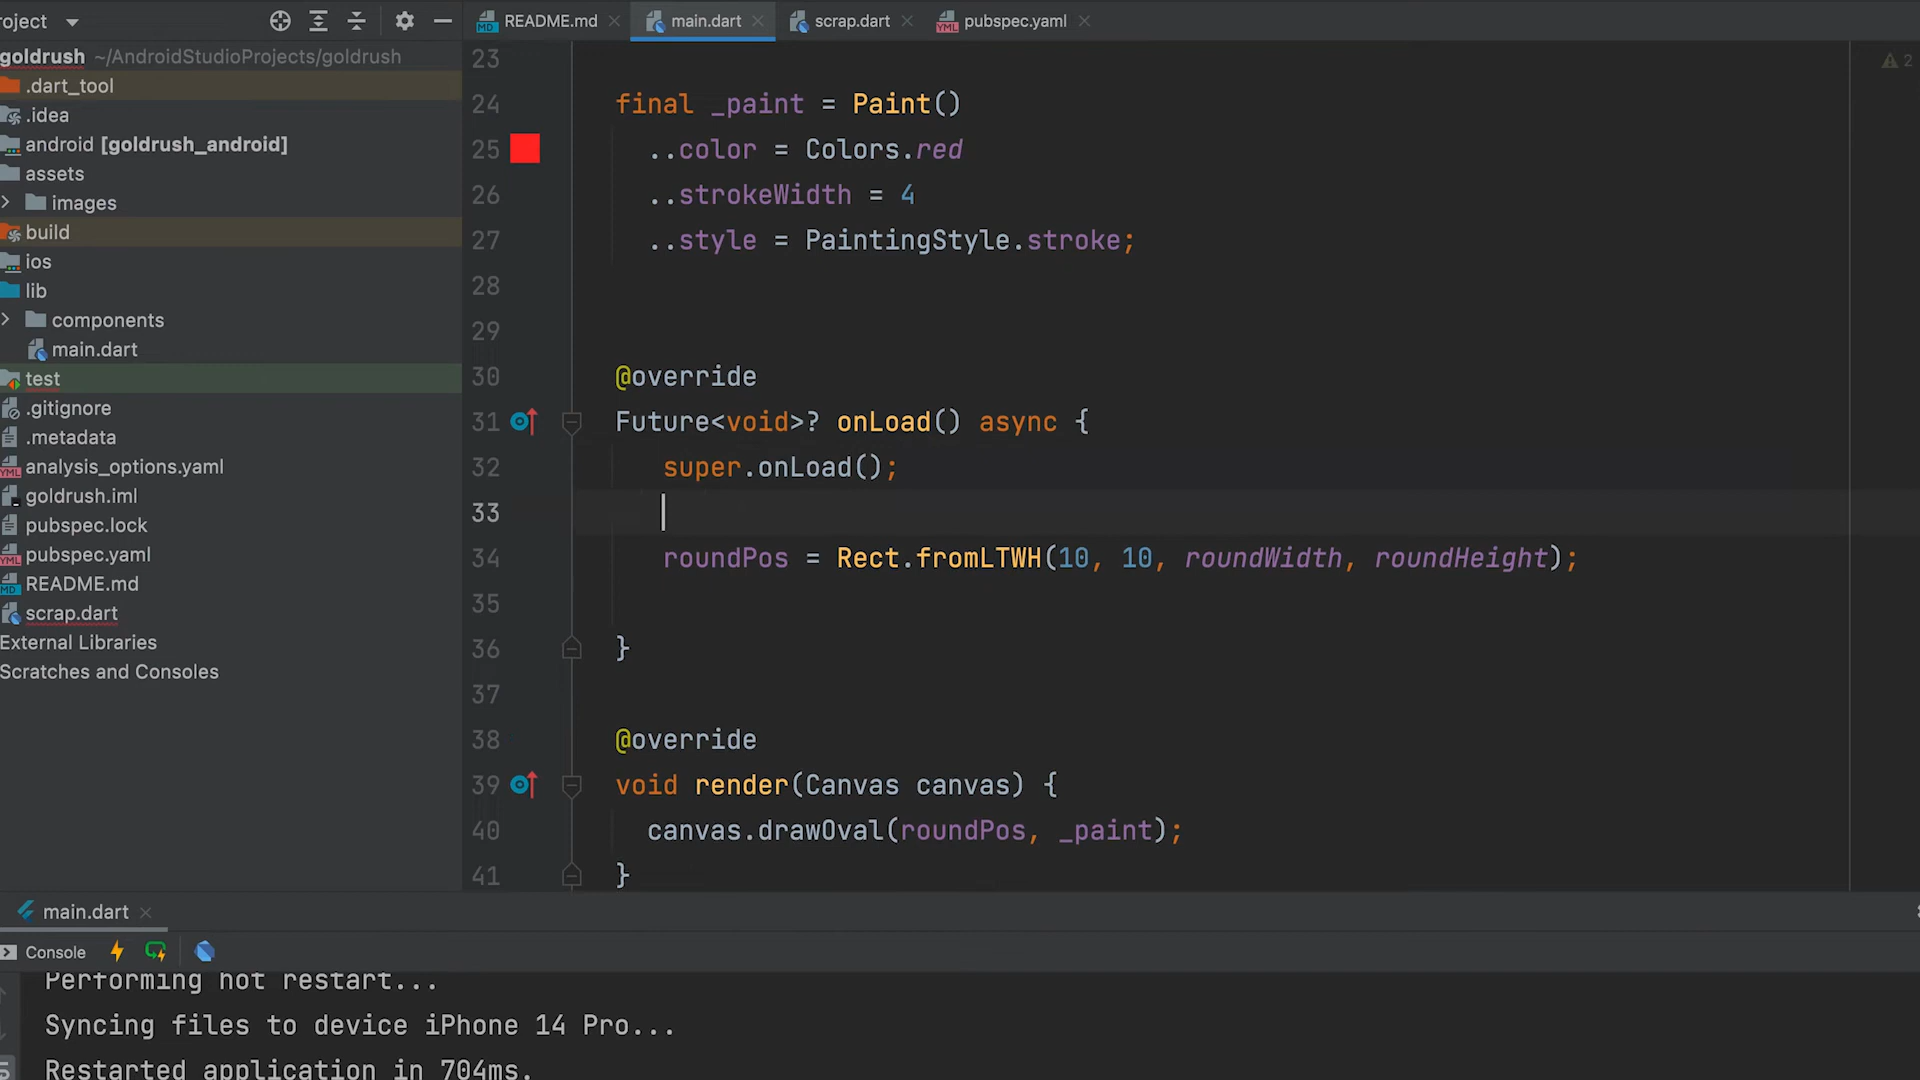 roject
README.md
main.dart
scrap.dart
pubspec.yaml
goldrush ~/AndroidStudioProjects/goldrush
.dart_tool
.idea
android [goldrush_android]
assets
images
build
ios
lib
components
main.dart
test
.gitignore
.metadata
analysis_options.yaml
goldrush.iml
pubspec.lock
pubspec.yaml
README.md
scrap.dart
External Libraries
Scratches and Consoles
2
23
24 final _paint = Paint()
25 ..color = Colors.red
26 ..strokeWidth = 4
27 ..style = PaintingStyle.stroke;
28
29
30 @override
31 Future<void>? onLoad() async {
32 super.onLoad();
33
34 roundPos = Rect.fromLTWH(10, 10, roundWidth, roundHeight);
35
36 }
37
38 @override
39 void render(Canvas canvas) {
40 canvas.drawOval(roundPos, _paint);
41 }
main.dart
Console
Performing hot restart...
Syncing files to device iPhone 14 Pro...
Restarted application in 704ms.